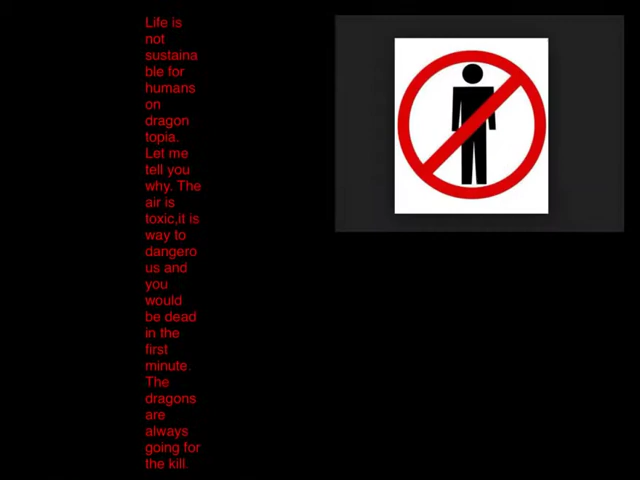 Life is
not
sustaina
ble for
humans
on
dragon
topia.
Let me
tell you
why. The
air is
toxic,it is
way to
dangero
us and
you
would
be dead
in the
first
minute.
The
dragons
are
always
going for
the kill.